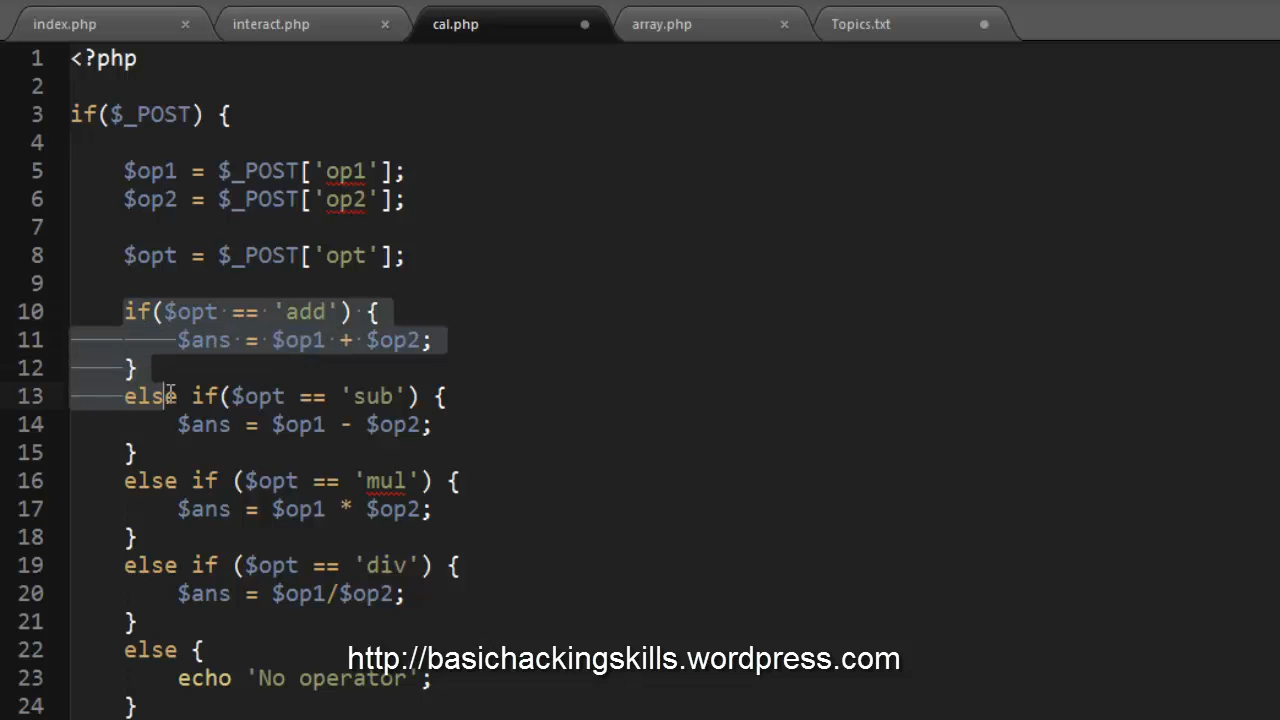 index.php × interact.php × cal.php array.php × Topics.txt
1 <?php
2
3 if($_POST) {
4
5 $op1 = $_POST['op1'];
6 $op2 = $_POST['op2'];
7
8 $opt = $_POST['opt'];
9
10 if($opt == 'add') {
11 $ans = $op1 + $op2;
12 }
13 else if($opt == 'sub') {
14 $ans = $op1 - $op2;
15 }
16 else if ($opt == 'mul') {
17 $ans = $op1 * $op2;
18 }
19 else if ($opt == 'div') {
20 $ans = $op1/$op2;
21 }
22 else {
http://basichackingskills.wordpress.com
23 echo 'No operator';
24 }